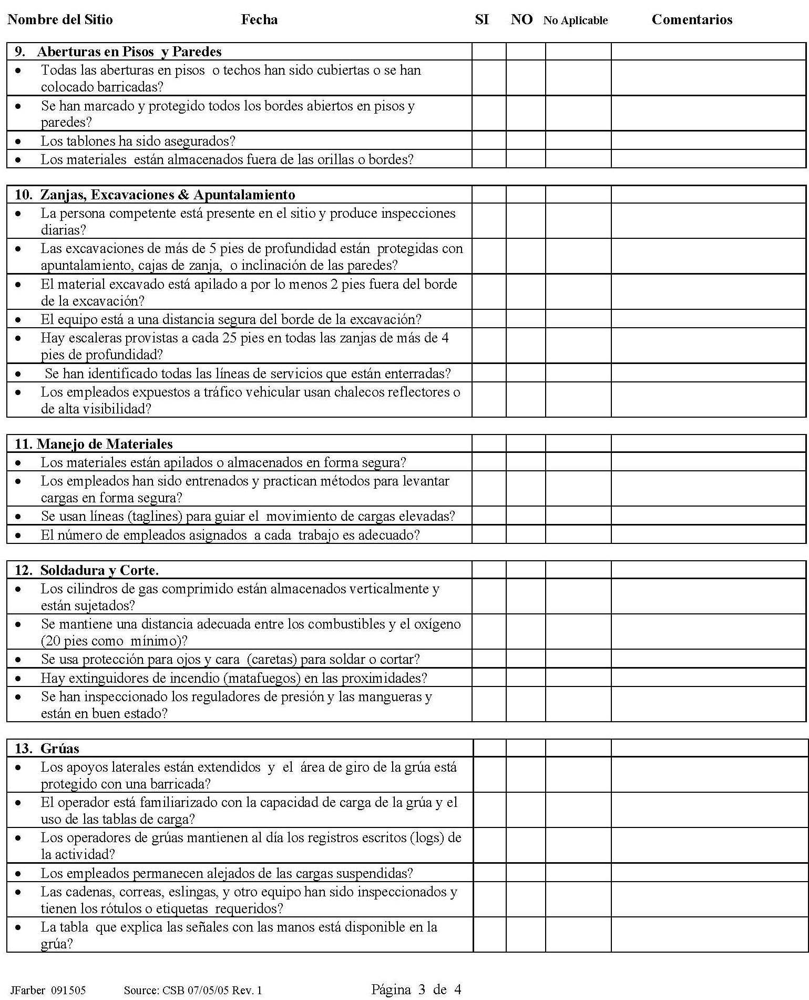 Nombre del Sitio Fecha SI NO No Aplicable Comentarios
9. Aberturas en Pisos y Paredes
• Todas las aberturas en pisos o techos han sido cubiertas o se han
colocado barricadas?
• Se han marcado y protegido todos los bordes abiertos en pisos y
paredes?
• Los tablones ha sido asegurados?
• Los materiales están almacenados fuera de las orillas o bordes?
10. Zanjas, Excavaciones & Apuntalamiento
• La persona competente está presente en el sitio y produce inspecciones
diarias?
• Las excavaciones de más de 5 pies de profundidad están protegidas con
apuntalamiento, cajas de zanja, o inclinación de las paredes?
• El material excavado está apilado a por lo menos 2 pies fuera del borde
de la excavación?
• El equipo está a una distancia segura del borde de la excavación?
• Hay escaleras provistas a cada 25 pies en todas las zanjas de más de 4
pies de profundidad?
• Se han identificado todas las líneas de servicios que están enterradas?
• Los empleados expuestos a tráfico vehicular usan chalecos reflectores o
de alta visibilidad?
11. Manejo de Materiales
• Los materiales están apilados o almacenados en forma segura?
• Los empleados han sido entrenados y practican métodos para levantar
cargas en forma segura?
• Se usan líneas (taglines) para guiar el movimiento de cargas elevadas?
• El número de empleados asignados a cada trabajo es adecuado?
12. Soldadura y Corte.
• Los cilindros de gas comprimido están almacenados verticalmente y
están sujetados?
• Se mantiene una distancia adecuada entre los combustibles y el oxígeno
(20 pies como mínimo)?
• Se usa protección para ojos y cara (caretas) para soldar o cortar?
• Hay extinguidores de incendio (matafuegos) en las proximidades?
• Se han inspeccionado los reguladores de presión y las mangueras y
están en buen estado?
13. Grúas
• Los apoyos laterales están extendidos y el área de giro de la grúa está
protegido con una barricada?
• El operador está familiarizado con la capacidad de carga de la grúa y el
uso de las tablas de carga?
• Los operadores de grúas mantienen al día los registros escritos (logs) de
la actividad?
• Los empleados permanecen alejados de las cargas suspendidas?
• Las cadenas, correas, eslingas, y otro equipo han sido inspeccionados y
tienen los rótulos o etiquetas requeridos?
• La tabla que explica las señales con las manos está disponible en la
grúa?
JFarber 091505 Source: CSB 07/05/05 Rev. 1 Página 3 de 4